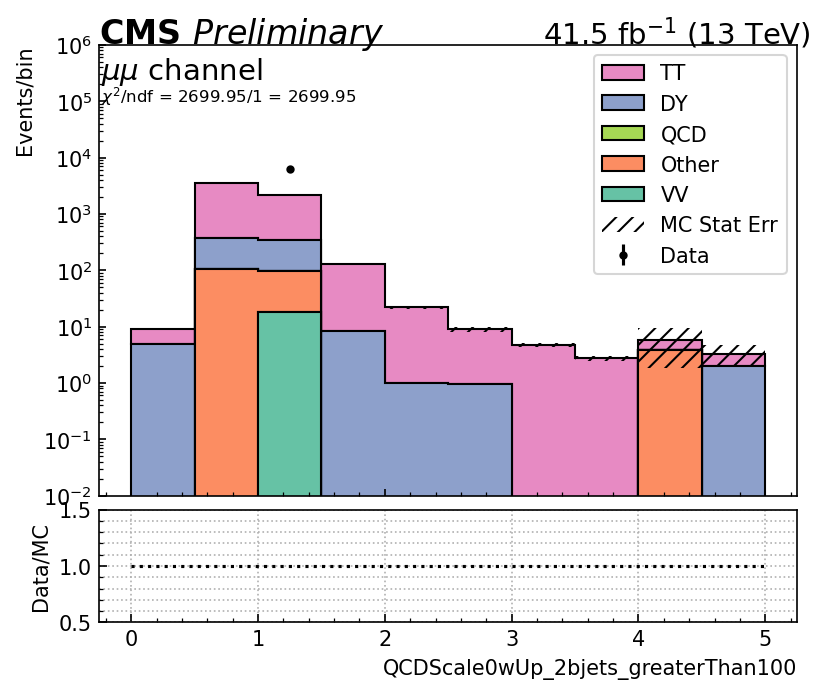 CMS Preliminary 41.5 fb⁻¹ (13 TeV)
μμ channel
χ²/ndf = 2699.95/1 = 2699.95
Events/bin
10⁶
10⁵
10⁴
10³
10²
10¹
10⁰
10⁻¹
10⁻²
TT
DY
QCD
Other
VV
MC Stat Err
Data
Data/MC
1.5
1.0
0.5
0 1 2 3 4 5
QCDScale0wUp_2bjets_greaterThan100